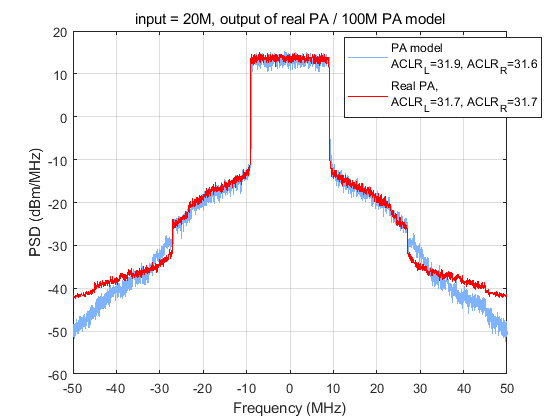 input = 20M, output of real PA / 100M PA model
PA model
ACLR_L=31.9, ACLR_R=31.6
Real PA,
ACLR_L=31.7, ACLR_R=31.7
PSD (dBm/MHz)
20
10
0
-10
-20
-30
-40
-50
-60
-50 -40 -30 -20 -10 0 10 20 30 40 50
Frequency (MHz)